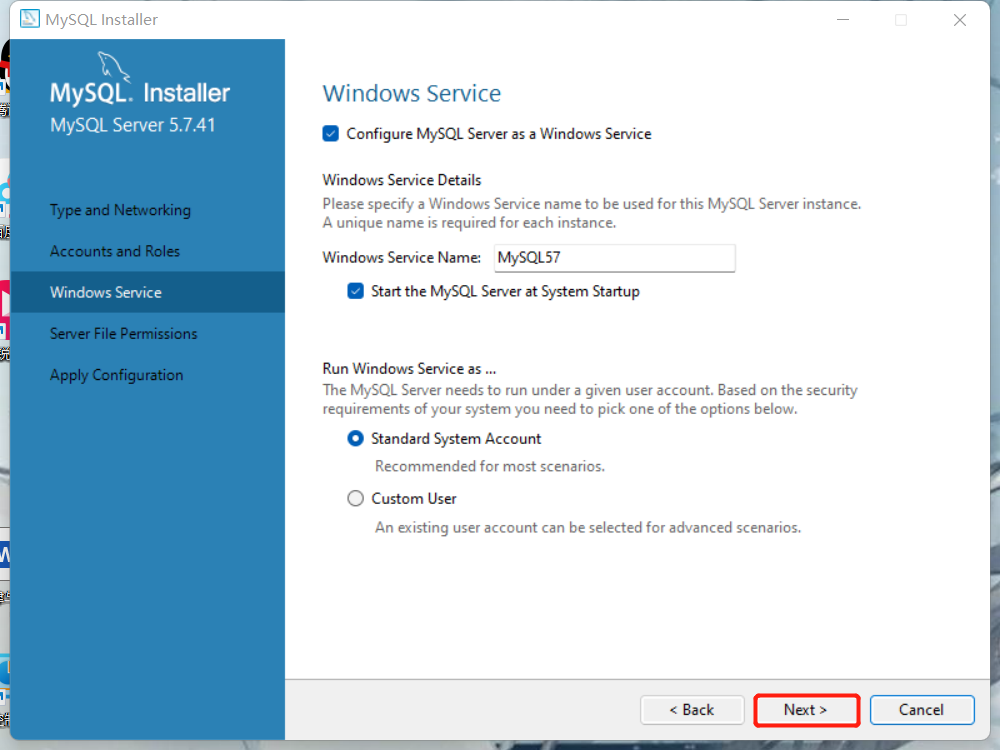 MySQL Installer
MySQL. Installer
MySQL Server 5.7.41
Type and Networking
Accounts and Roles
Windows Service
Server File Permissions
Apply Configuration
Windows Service
Configure MySQL Server as a Windows Service
Windows Service Details
Please specify a Windows Service name to be used for this MySQL Server instance.
A unique name is required for each instance.
Windows Service Name: MySQL57
Start the MySQL Server at System Startup
Run Windows Service as ...
The MySQL Server needs to run under a given user account. Based on the security
requirements of your system you need to pick one of the options below.
Standard System Account
Recommended for most scenarios.
Custom User
An existing user account can be selected for advanced scenarios.
< Back
Next >
Cancel